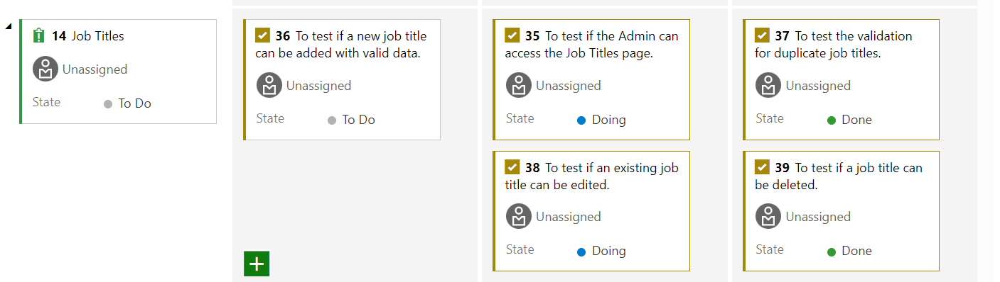 14 Job Titles
Unassigned
State To Do
36 To test if a new job title
can be added with valid data.
Unassigned
State To Do
35 To test if the Admin can
access the Job Titles page.
Unassigned
State Doing
38 To test if an existing job
title can be edited.
Unassigned
State Doing
37 To test the validation
for duplicate job titles.
Unassigned
State Done
39 To test if a job title can
be deleted.
Unassigned
State Done